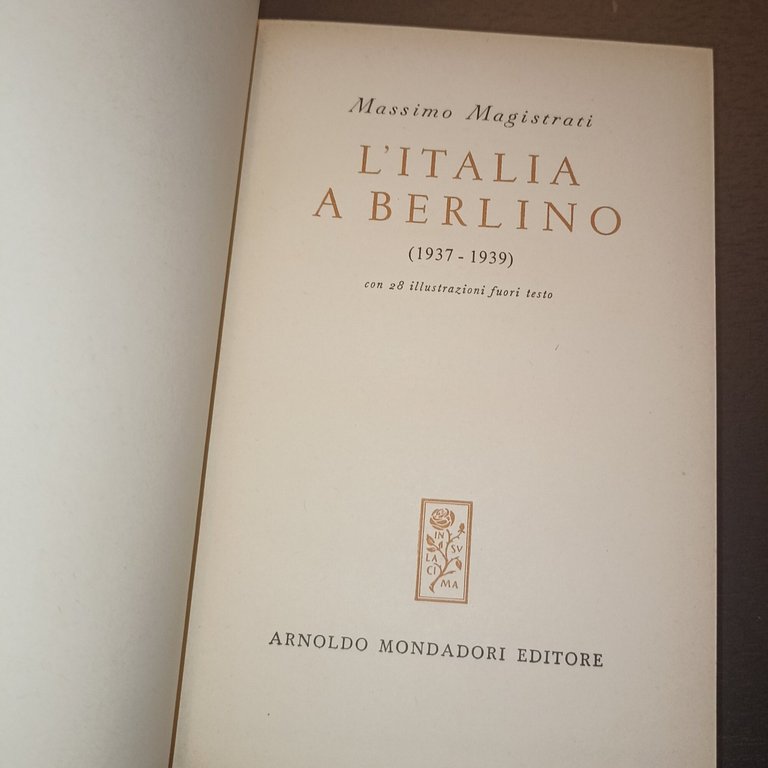 Massimo Magistrati
L'ITALIA
A BERLINO
(1937 - 1939)
con 28 illustrazioni fuori testo
IN
SV
LA
CI
MA
ARNOLDO MONDADORI EDITORE